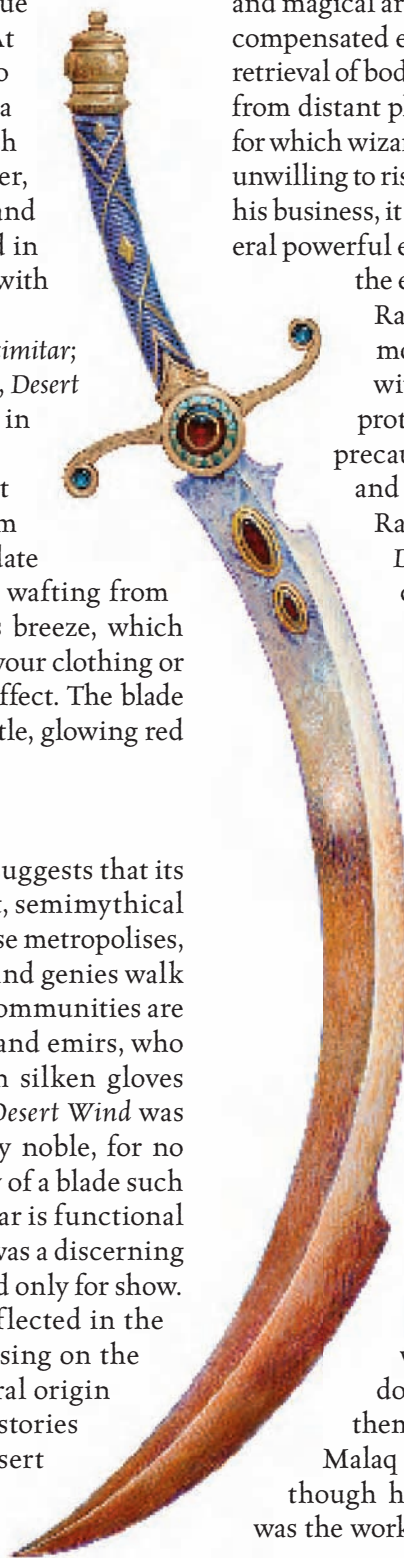 ue
At
o
a
h
er,
and
d in
with
imitar;
, Desert
in
t
m
late
wafting from
s breeze, which
your clothing or
ffect. The blade
tle, glowing red
uggests that its
t, semimythical
se metropolises,
and genies walk
ommunities are
and emirs, who
n silken gloves
Desert Wind was
y noble, for no
y of a blade such
ar is functional
was a discerning
d only for show.
flected in the
sing on the
ral origin
stories
sert
and magical ar
compensated e
retrieval of bod
from distant pl
for which wizar
unwilling to ris
his business, it
eral powerful e
the e
Ra
mo
wi
prot
precau
and
Ra
D
do
them
Malaq
though h
was the work